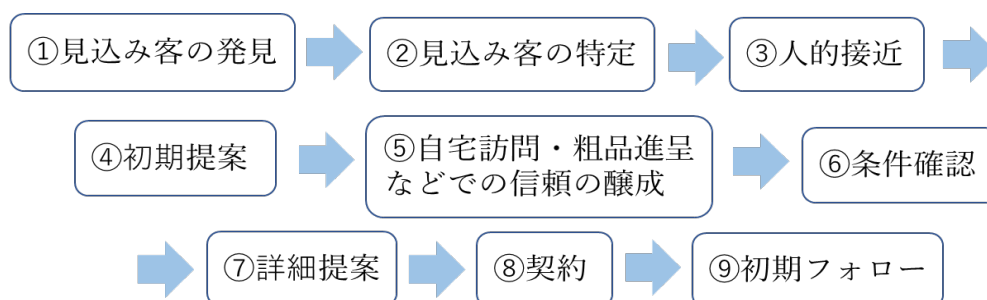 ①見込み客の発見
②見込み客の特定
③人的接近
④初期提案
⑤自宅訪問・粗品進呈
などでの信頼の醸成
⑥条件確認
⑦詳細提案
⑧契約
⑨初期フォロー